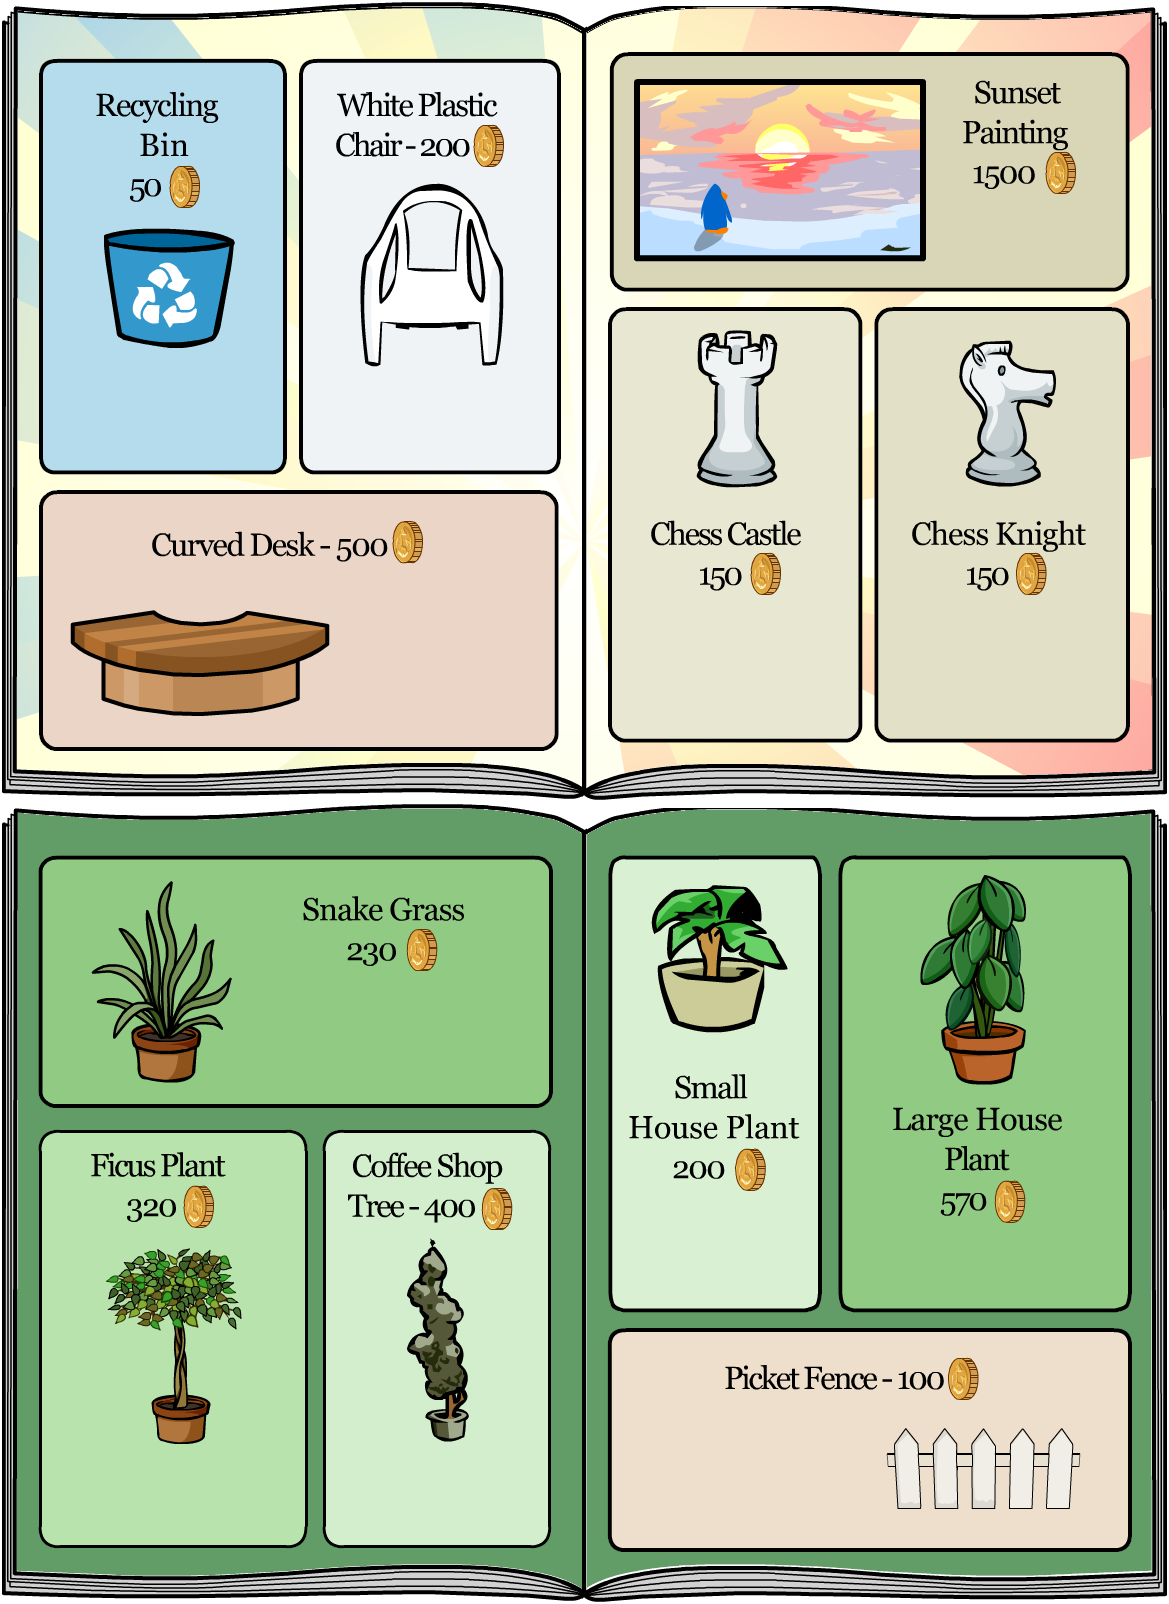 Recycling
Bin
50
White Plastic
Chair - 200
Curved Desk - 500
Sunset
Painting
1500
Chess Castle
150
Chess Knight
150
Snake Grass
230
Ficus Plant
320
Coffee Shop
Tree - 400
Small
House Plant
200
Large House
Plant
570
Picket Fence - 100